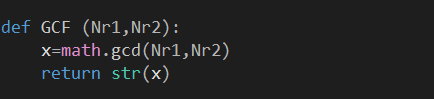 def GCF (Nr1,Nr2):
    x=math.gcd(Nr1,Nr2)
    return str(x)